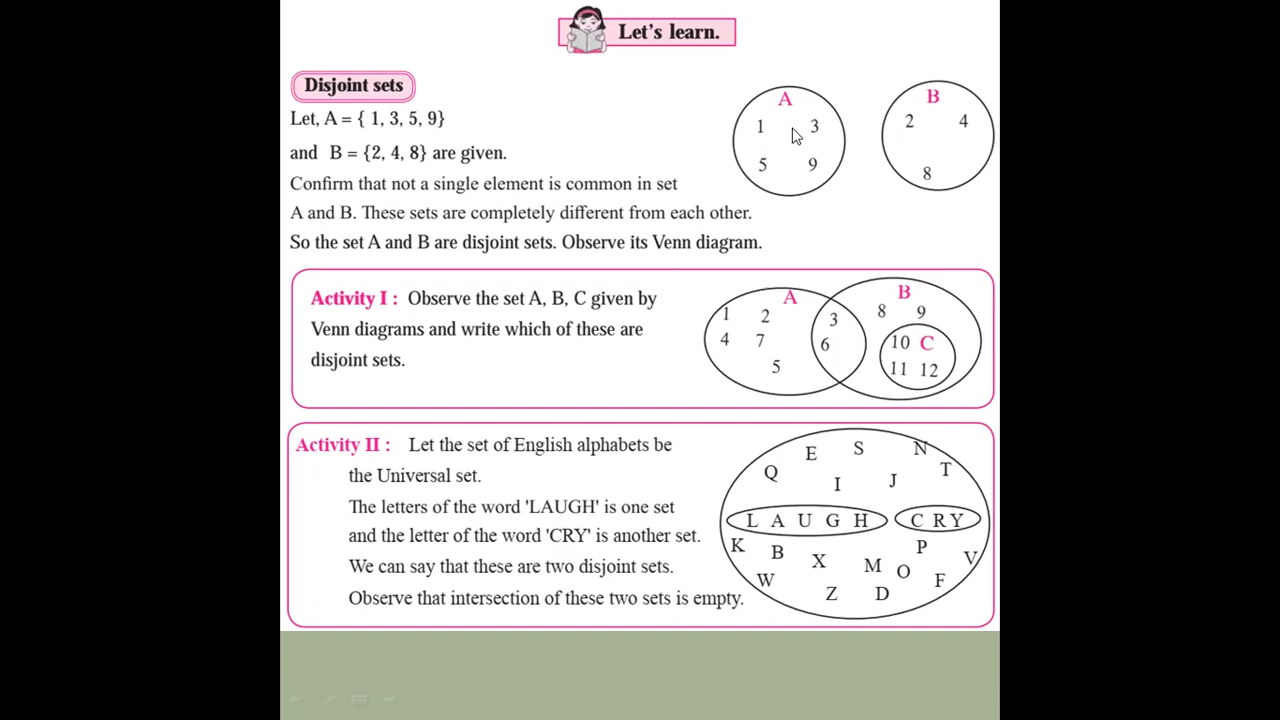 Let's learn.
Disjoint sets
Let, A = { 1, 3, 5, 9}
and B = {2, 4, 8} are given.
Confirm that not a single element is common in set
A and B. These sets are completely different from each other.
So the set A and B are disjoint sets. Observe its Venn diagram.
A
1 3
5 9
B
2 4
8
Activity I : Observe the set A, B, C given by
Venn diagrams and write which of these are
disjoint sets.
A
1 2
4 7
5
3
6
B
8 9
10 C
11 12
Activity II : Let the set of English alphabets be
the Universal set.
The letters of the word 'LAUGH' is one set
and the letter of the word 'CRY' is another set.
We can say that these are two disjoint sets.
Observe that intersection of these two sets is empty.
E S N
Q I J T
L A U G H C R Y
K B X M O P V
W Z D F